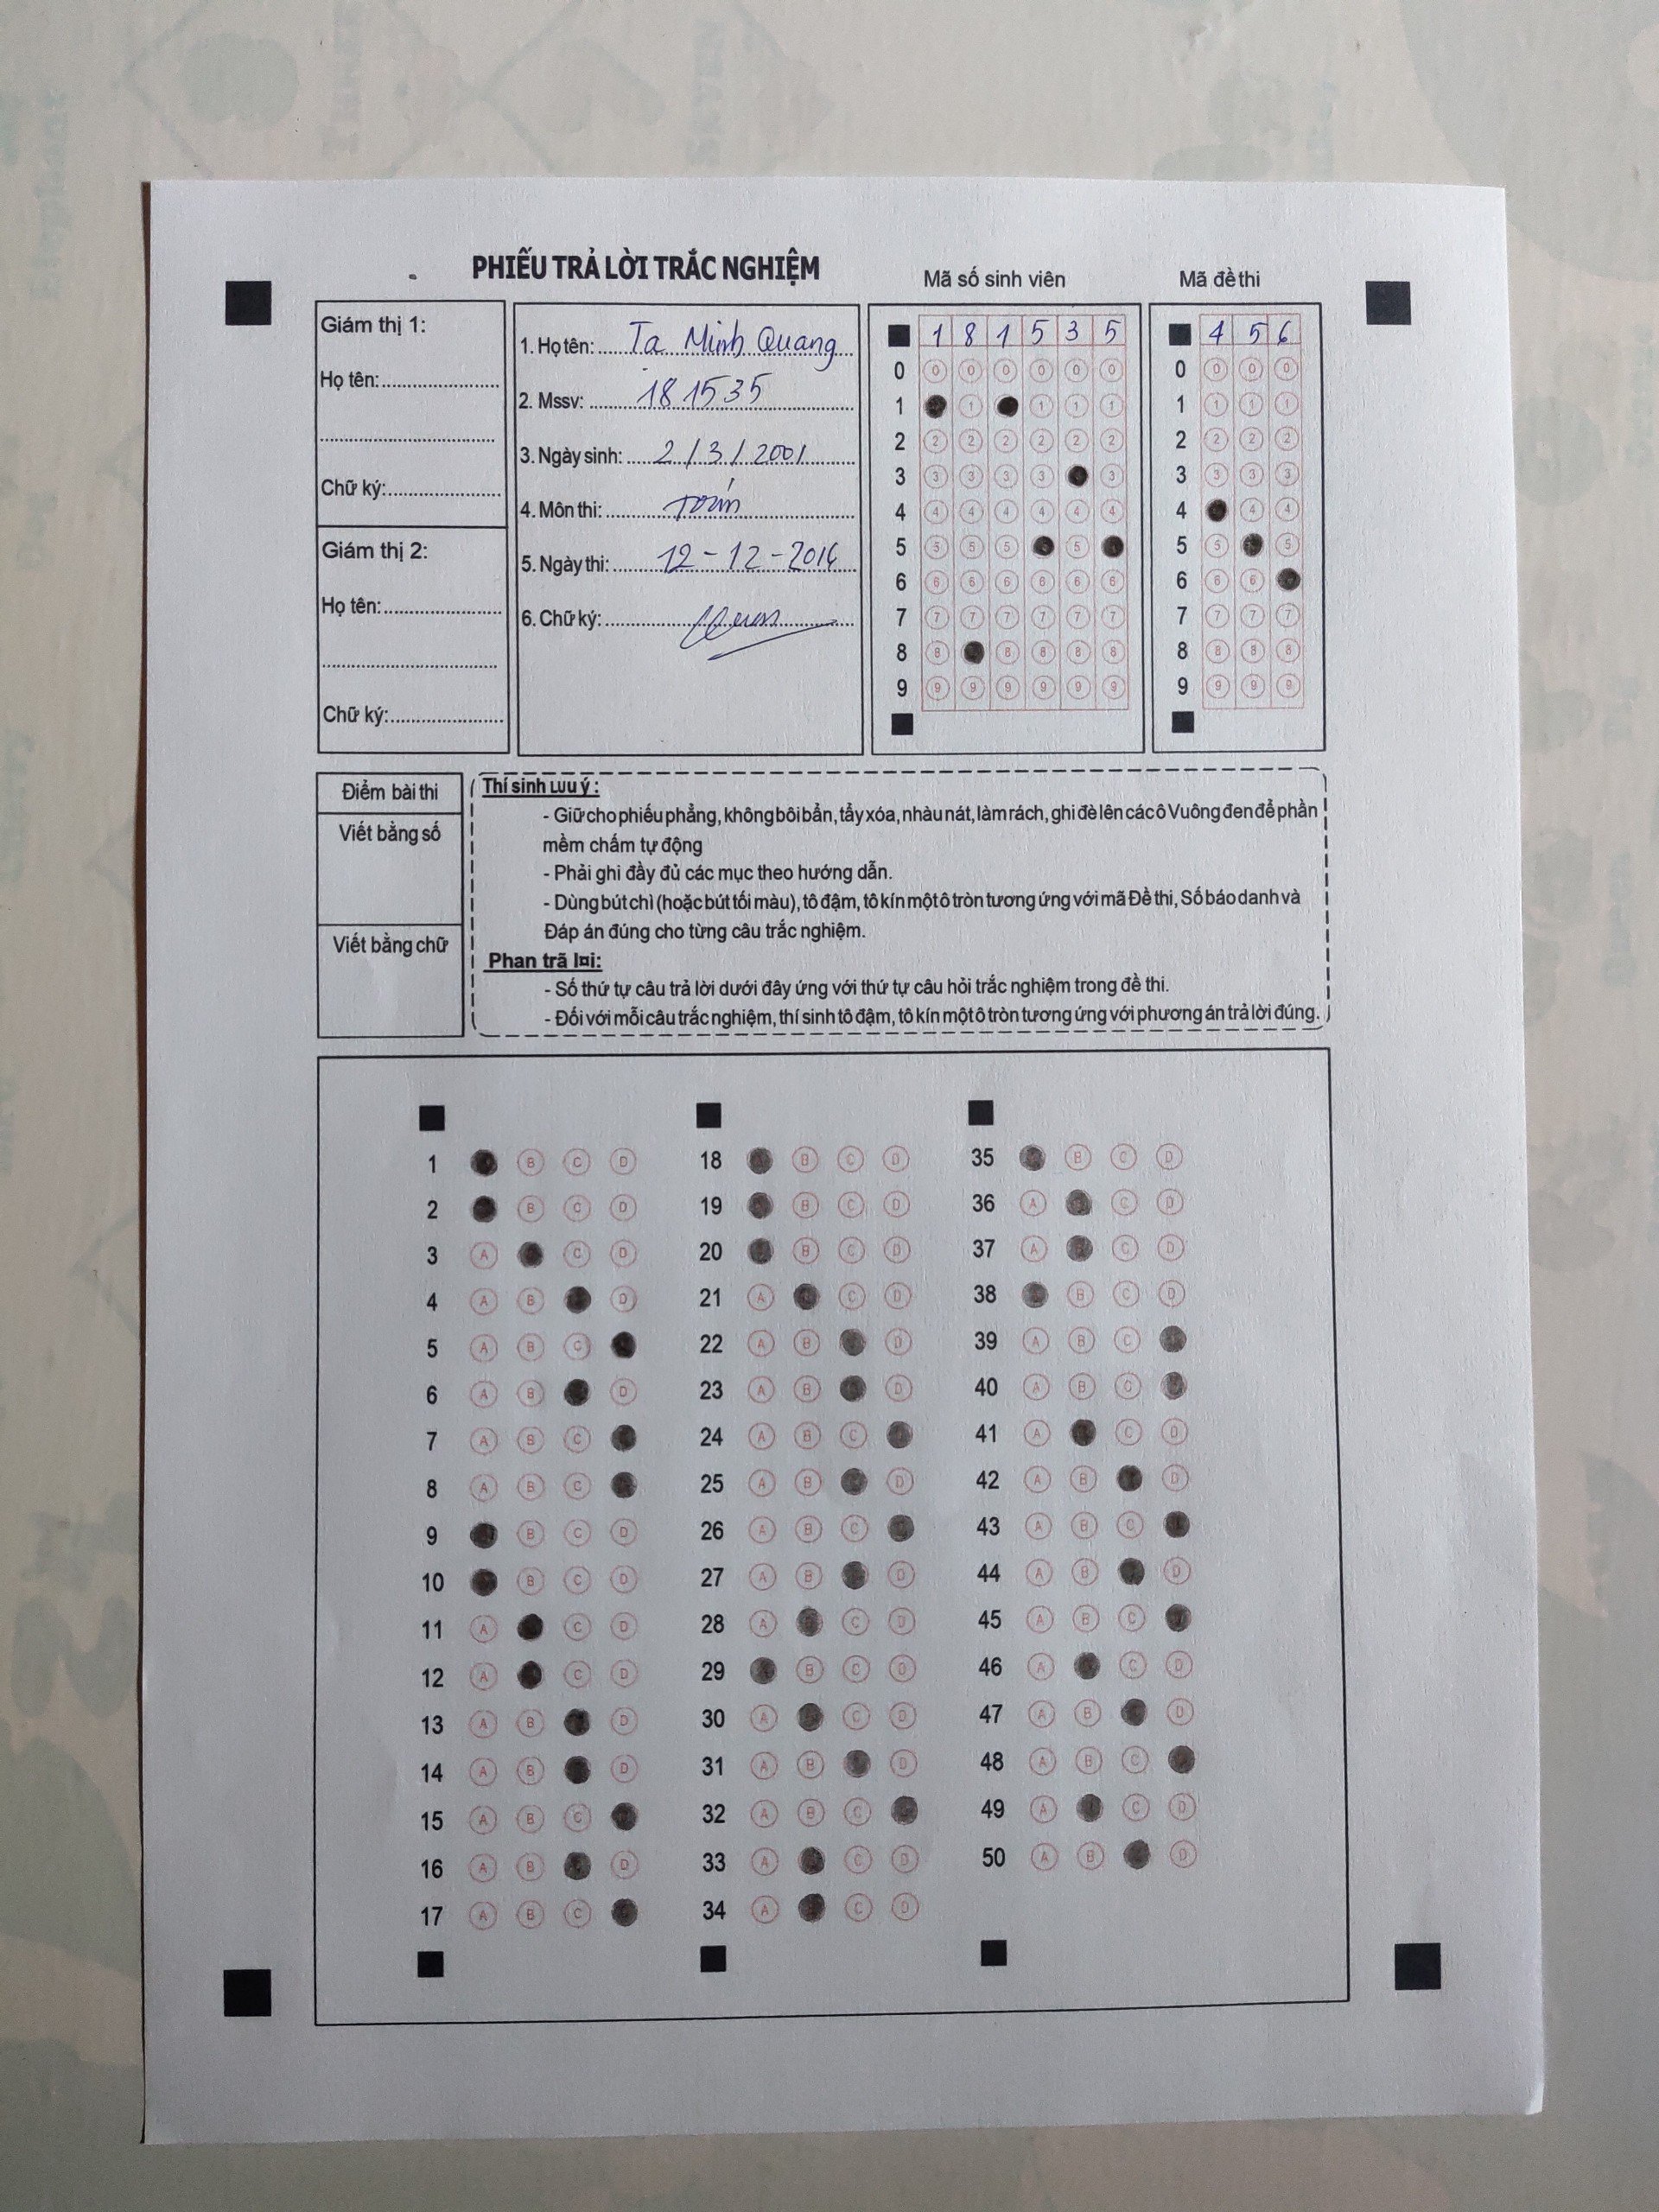 PHIẾU TRẢ LỜI TRẮC NGHIỆM
Mã số sinh viên
Mã đề thi
Giám thị 1:
Họ tên:
Chữ ký:
Giám thị 2:
Họ tên:
Chữ ký:
1. Họ tên: Tạ Minh Quang
2. Mssv: 181535
3. Ngày sinh: 2/3/2001
4. Môn thi: Toán
5. Ngày thi: 12-12-2016
6. Chữ ký:
1 8 1 5 3 5
0 0 0 0 0 0 0
1 1 1 1 1
2 2 2 2 2 2 2
3 3 3 3 3 3
4 4 4 4 4 4 4
5 5 5 5 5
6 6 6 6 6 6 6
7 7 7 7 7 7 7
8 8 8 8 8 8
9 9 9 9 9 9 9
4 5 6
0 0 0 0
1 1 1 1
2 2 2 2
3 3 3 3
4 4 4
5 5 5
6 6 6
7 7 7 7
8 8 8 8
9 9 9 9
Điểm bài thi
Viết bằng số
Viết bằng chữ
Thí sinh LƯU ý :
- Giữ cho phiếu phẳng, không bôi bẩn, tẩy xóa, nhàu nát, làm rách, ghi đè lên các ô Vuông đen để phần
mềm chấm tự động
- Phải ghi đầy đủ các mục theo hướng dẫn.
- Dùng bút chì (hoặc bút tối màu), tô đậm, tô kín một ô tròn tương ứng với mã Đề thi, Số báo danh và
Đáp án đúng cho từng câu trắc nghiệm.
Phan trã l¤i:
- Số thứ tự câu trả lời dưới đây ứng với thứ tự câu hỏi trắc nghiệm trong đề thi.
- Đối với mỗi câu trắc nghiệm, thí sinh tô đậm, tô kín một ô tròn tương ứng với phương án trả lời đúng.
1 B C D
2 B C D
3 A C D
4 A B D
5 A B C
6 A B D
7 A B C
8 A B C
9 B C D
10 B C D
11 A C D
12 A C D
13 A B D
14 A B D
15 A B C
16 A B D
17 A B C
18 B C D
19 B C D
20 B C D
21 A C D
22 A B D
23 A B D
24 A B C
25 A B D
26 A B C
27 A B D
28 A C D
29 B C D
30 A C D
31 A B D
32 A B C
33 A C D
34 A C D
35 B C D
36 A C D
37 A C D
38 B C D
39 A B C
40 A B C
41 A C D
42 A B D
43 A B C
44 A B D
45 A B C
46 A C D
47 A B D
48 A B C
49 A C D
50 A B D